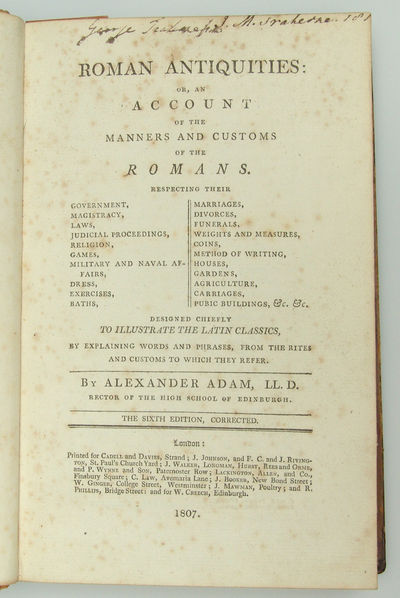 George
J. M. Traherne.
ROMAN ANTIQUITIES:
OR, AN
ACCOUNT
OF THE
MANNERS AND CUSTOMS
OF THE
ROMANS.
RESPECTING THEIR
GOVERNMENT,
MAGISTRACY,
LAWS,
JUDICIAL PROCEEDINGS,
RELIGION,
GAMES,
MILITARY AND NAVAL AF-
FAIRS,
DRESS,
EXERCISES,
BATHS,
MARRIAGES,
DIVORCES,
FUNERALS,
WEIGHTS AND MEASURES,
COINS,
METHOD OF WRITING,
HOUSES,
GARDENS,
AGRICULTURE,
CARRIAGES,
PUBIC BUILDINGS, &c. &c.
DESIGNED CHIEFLY
TO ILLUSTRATE THE LATIN CLASSICS,
BY EXPLAINING WORDS AND PHRASES, FROM THE RITES
AND CUSTOMS TO WHICH THEY REFER.
BY ALEXANDER ADAM, LL. D.
RECTOR OF THE HIGH SCHOOL OF EDINBURGH.
THE SIXTH EDITION, CORRECTED.
London:
Printed for CADELL and DAVIES, Strand; J. JOHNSON, and F. C. and J. RIVING-
TON, St. Paul's Church Yard; J. WALKER, LONGMAN, HURST, REES and ORME,
and P. WYNNE and SON, Paternoster Row; LACKINGTON, ALLEN, and Co.,
Finsbury Square; C. LAW, Avemaria Lane; J. BOOKER, New Bond Street;
W. GINGER, College Street, Westminster; J. MAWMAN, Poultry; and R.
PHILLIPS, Bridge Street: and for W. CREECH, Edinburgh.
1807.